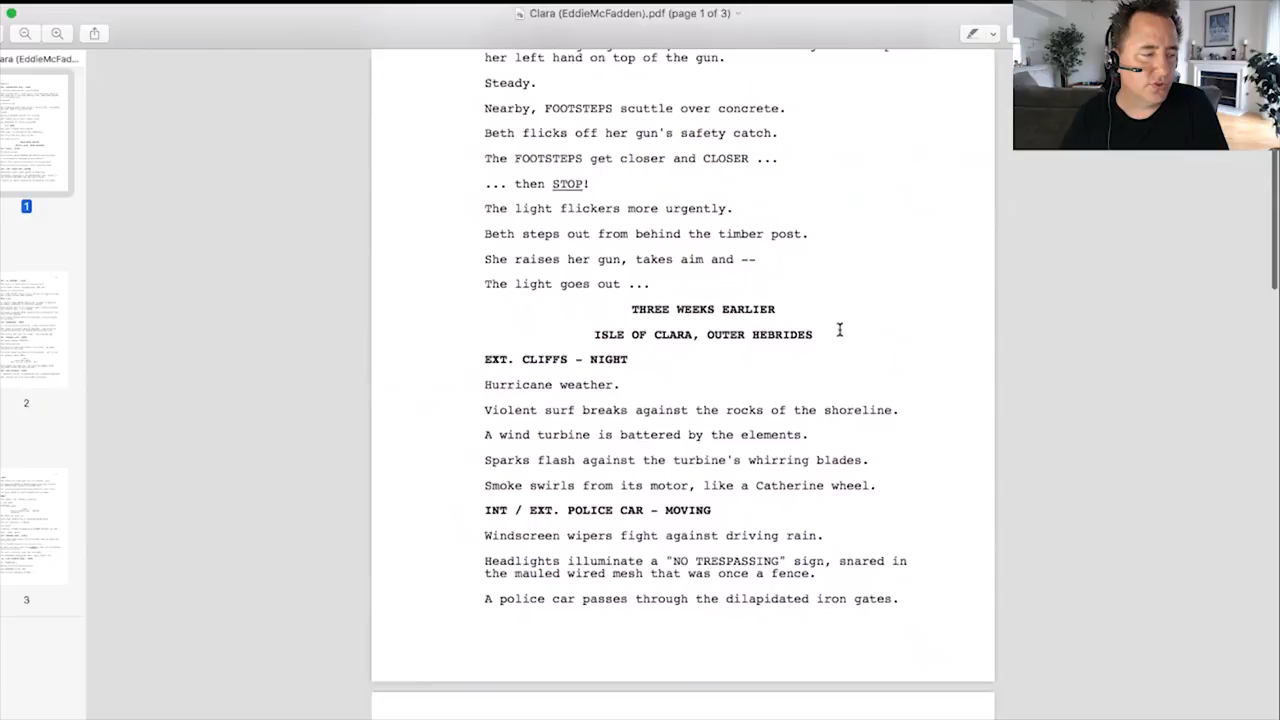 Clara (EddieMcFadden).pdf (page 1 of 3)
ara (EddieMcFad...
her left hand on top of the gun.
Steady.
Nearby FOOTSTEPS scuttle over concrete.
Beth clicks off her gun's safety catch.
The FOOTSTEPS get closer and CLOSER ...
... then STOP!
The light flickers more urgently.
Beth steps out from behind the timber post.
She raises her gun, takes aim and --
The light goes out ...
THREE WEEKS EARLIER
ISLE OF CLARA, OUTER HEBRIDES
EXT. CLIFFS - NIGHT
Hurricane weather.
Violent surf breaks against the rocks of the shoreline.
A wind turbine is battered by the elements.
Sparks flash against the turbine's whirring blades.
Smoke swirls from its motor, like a Catherine wheel.
INT / EXT. POLICE CAR - MOVING
Windscreen wipers fight against driving rain.
Headlights illuminate a "NO TRESPASSING" sign, snared in
the mauled wired mesh that was once a fence.
A police car passes through the dilapidated iron gates.
1
2
3